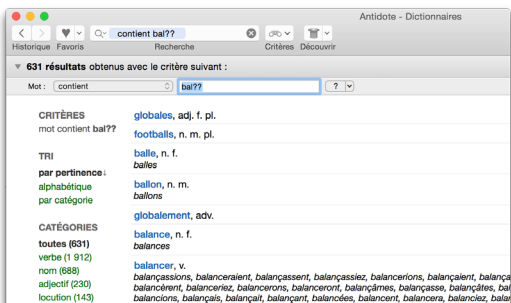 Antidote - Dictionnaires
contient bal??
Historique Favoris Recherche Critères Découvrir
631 résultats obtenus avec le critère suivant :
Mot : contient bal?? ?
CRITÈRES
mot contient bal??
TRI
par pertinence↓
alphabétique
par catégorie
CATÉGORIES
toutes (631)
verbe (1 912)
nom (688)
adjectif (230)
locution (143)
globales, adj. f. pl.
footballs, n. m. pl.
balle, n. f.
balles
ballon, n. m.
ballons
globalement, adv.
balance, n. f.
balances
balancer, v.
balançassions, balanceraient, balançassent, balançassiez, balancerions, balançaient, balança
balancèrent, balanceriez, balancerons, balanceront, balançâmes, balançasse, balançâtes, bal
balancions, balançais, balançait, balançant, balancées, balancent, balancera, balanciez, balan